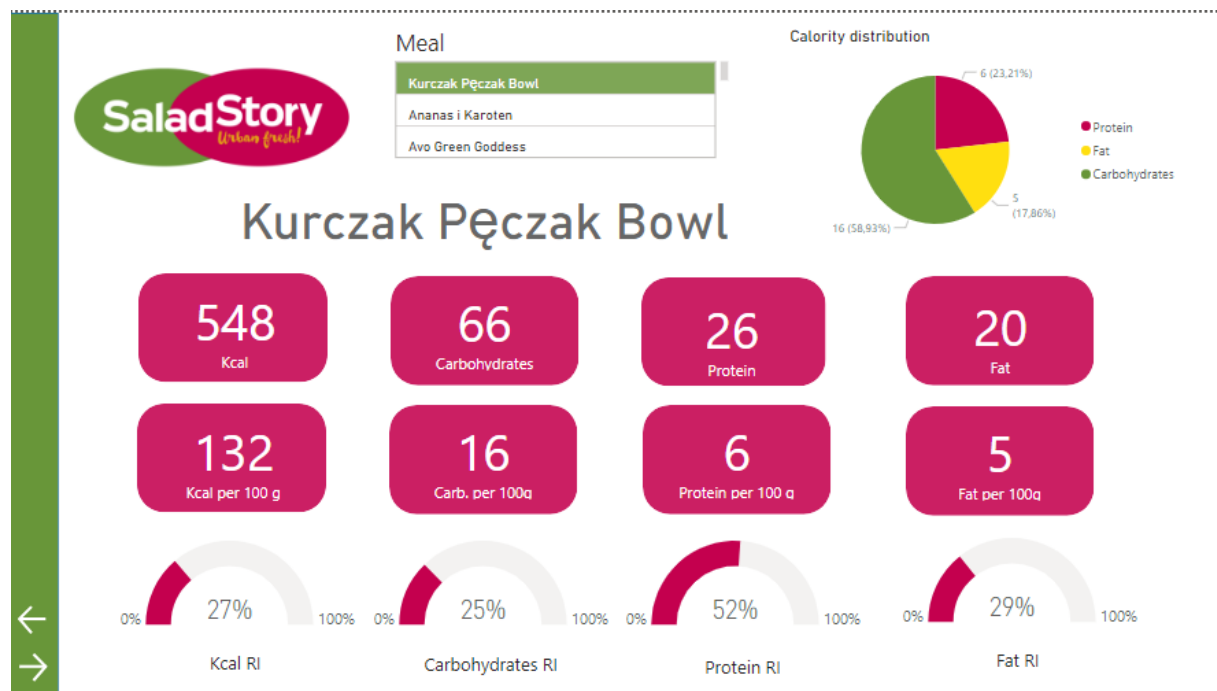 Salad Story
Urban fresh!
Meal
Kurczak Pęczak Bowl
Ananas i Karoten
Avo Green Goddess
Calority distribution
6 (23,21%)
5
(17,86%)
16 (58,93%)
Protein
Fat
Carbohydrates
Kurczak Pęczak Bowl
548
Kcal
66
Carbohydrates
26
Protein
20
Fat
132
Kcal per 100 g
16
Carb. per 100g
6
Protein per 100 g
5
Fat per 100g
0% 27% 100%
Kcal RI
0% 25% 100%
Carbohydrates RI
0% 52% 100%
Protein RI
0% 29% 100%
Fat RI